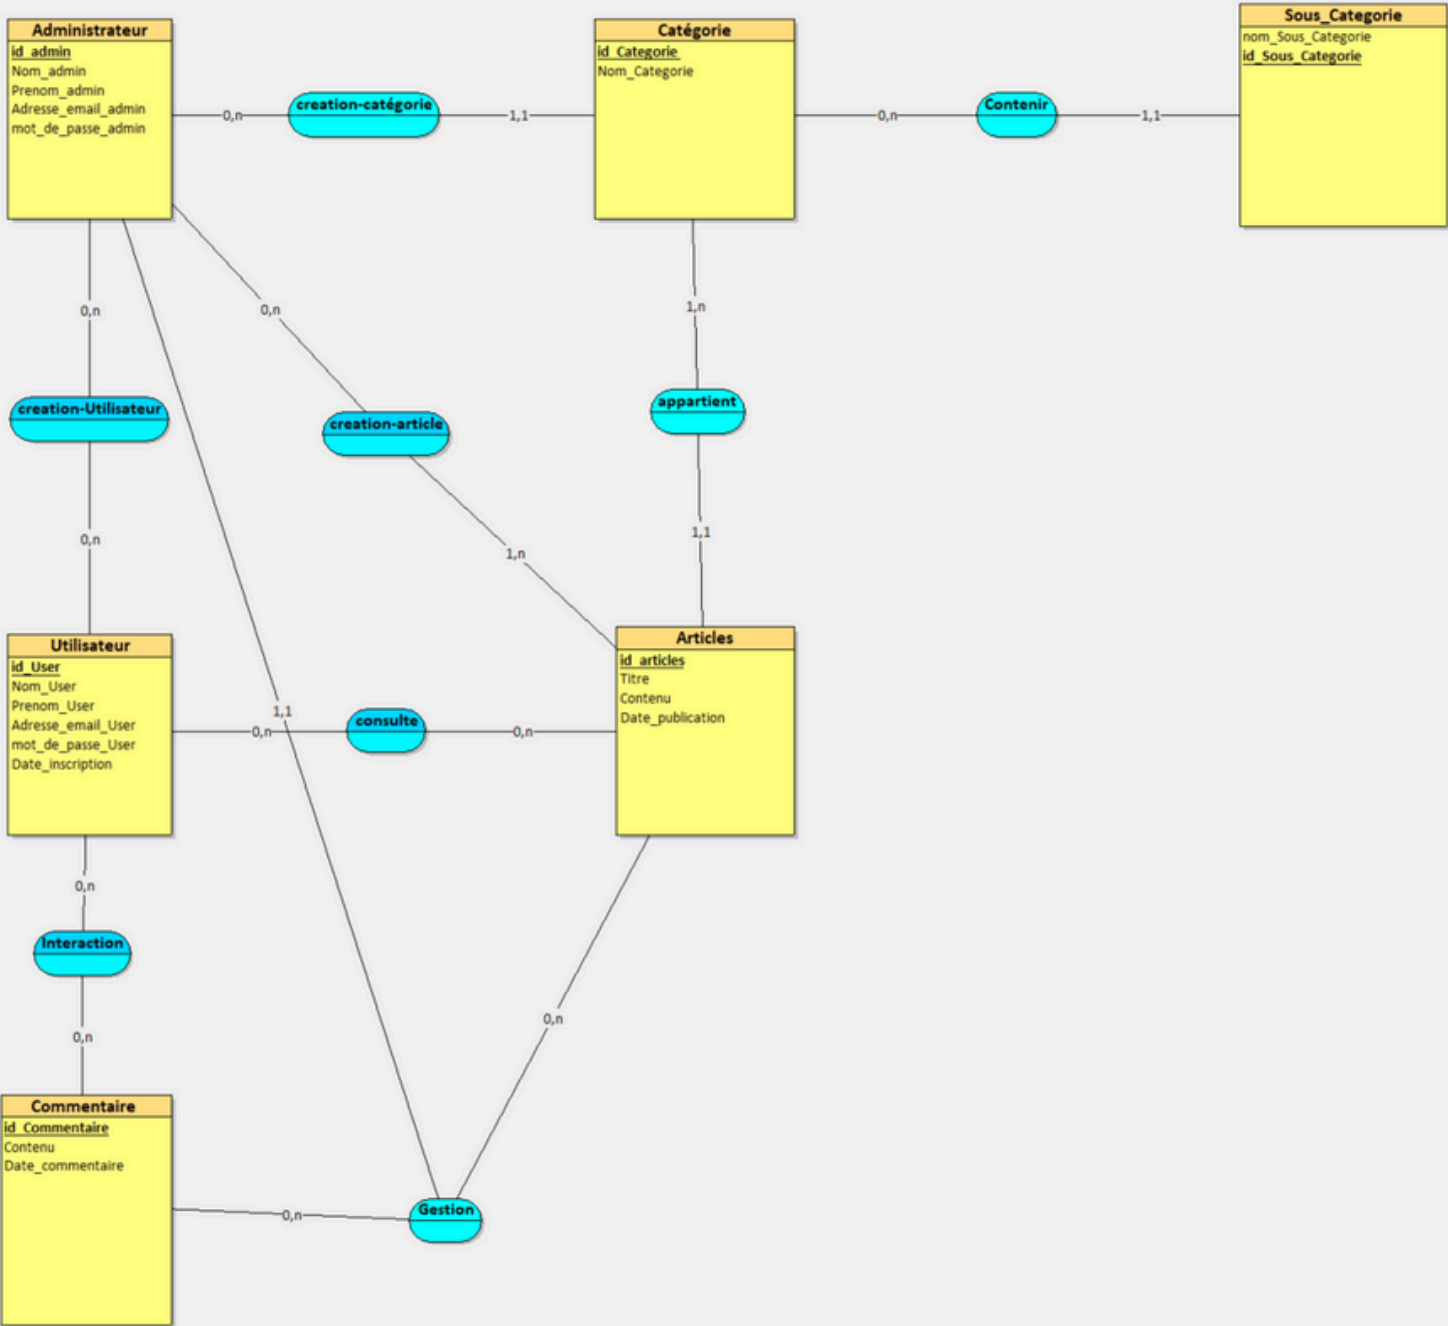 Administrateur
id_admin
Nom_admin
Prenom_admin
Adresse_email_admin
mot_de_passe_admin
0,n
creation-catégorie
1,1
Catégorie
id_Categorie
Nom_Categorie
0,n
Contenir
1,1
Sous_Categorie
nom_Sous_Categorie
id_Sous_Categorie
0,n
0,n
1,n
creation-Utilisateur
creation-article
appartient
0,n
1,n
1,1
Utilisateur
id_User
Nom_User
Prenom_User
Adresse_email_User
mot_de_passe_User
Date_inscription
1,1
0,n
consulte
0,n
Articles
id_articles
Titre
Contenu
Date_publication
0,n
Interaction
0,n
0,n
Commentaire
id_Commentaire
Contenu
Date_commentaire
0,n
Gestion